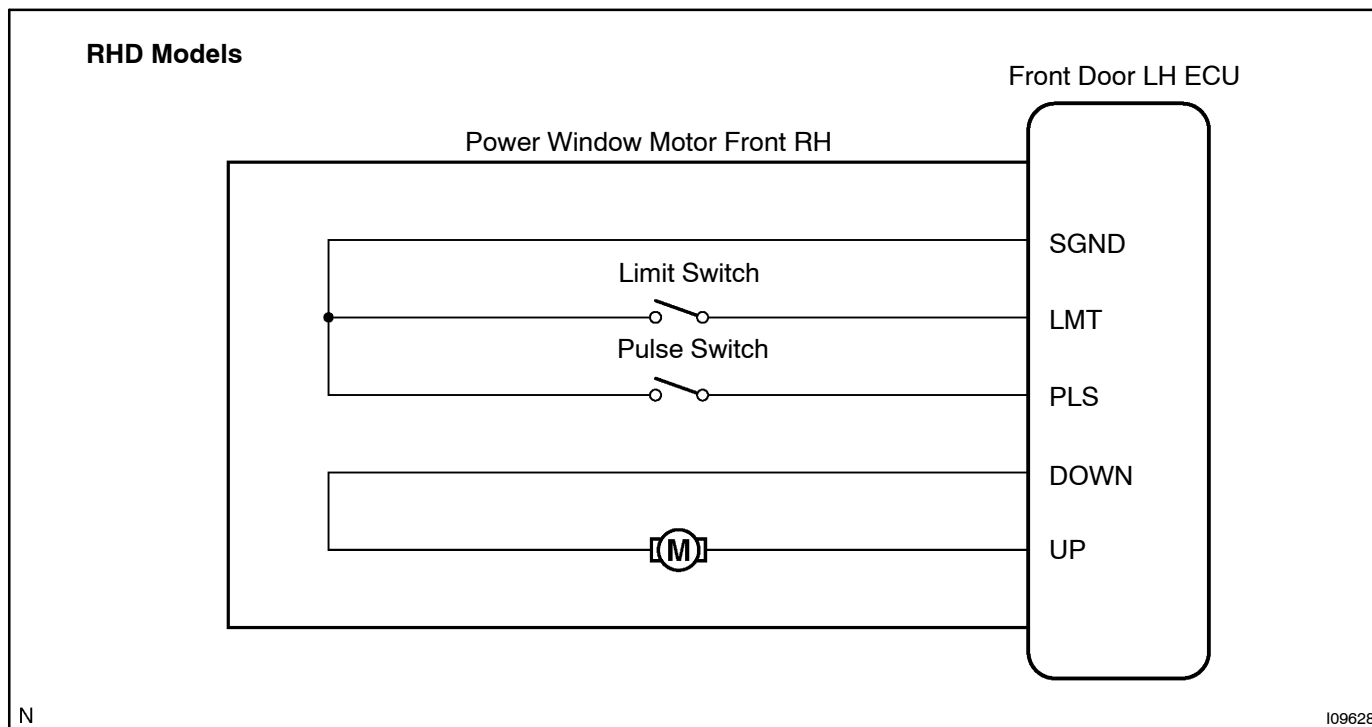 RHD Models
Front Door LH ECU
Power Window Motor Front RH
SGND
Limit Switch
LMT
Pulse Switch
PLS
DOWN
M
UP
N
I09628